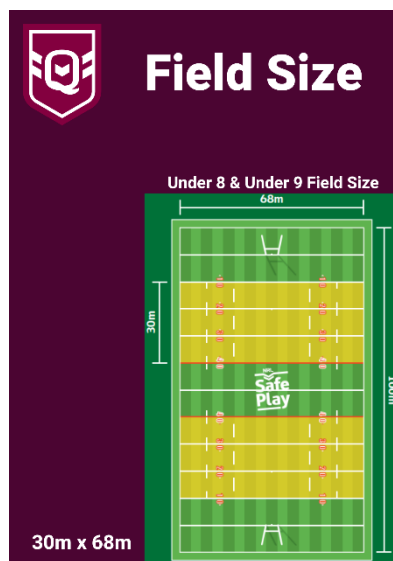 Q
Field Size
Under 8 & Under 9 Field Size
68m
30m
100m
Safe
Play
30m x 68m